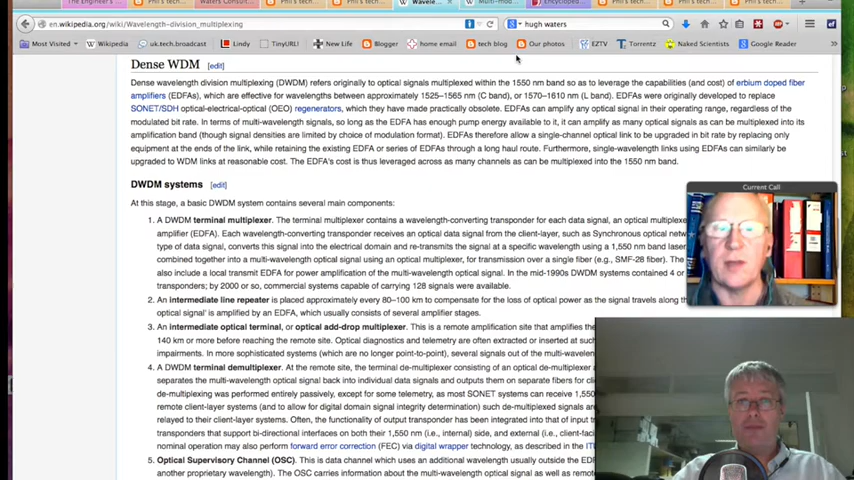 Phil's engin
Waters Consult
Phil's tech
Phil's engi
Wavele
Multi-mod
Encyclope
Phil's
Phil's te
Phil's
en.wikipedia.org/wiki/Wavelength-division_multiplexing
hugh waters
Most Visited
Wikipedia
uk.tech.broadcast
Lindy
TinyURL!
New Life
Blogger
home email
tech blog
Our photos
EZTV
Torrentz
Naked Scientists
Google Reader
Dense WDM [edit]
Dense wavelength division multiplexing (DWDM) refers originally to optical signals multiplexed within the 1550 nm band so as to leverage the capabilities (and cost) of erbium doped fiber
amplifiers (EDFAs), which are effective for wavelengths between approximately 1525–1565 nm (C band), or 1570–1610 nm (L band). EDFAs were originally developed to replace
SONET/SDH optical-electrical-optical (OEO) regenerators, which they have made practically obsolete. EDFAs can amplify any optical signal in their operating range, regardless of the
modulated bit rate. In terms of multi-wavelength signals, so long as the EDFA has enough pump energy available to it, it can amplify as many optical signals as can be multiplexed into its
amplification band (though signal densities are limited by choice of modulation format). EDFAs therefore allow a single-channel optical link to be upgraded in bit rate by replacing only
equipment at the ends of the link, while retaining the existing EDFA or series of EDFAs through a long haul route. Furthermore, single-wavelength links using EDFAs can similarly be
upgraded to WDM links at reasonable cost. The EDFA's cost is thus leveraged across as many channels as can be multiplexed into the 1550 nm band.
DWDM systems [edit]
At this stage, a basic DWDM system contains several main components:
Current Call
1. A DWDM terminal multiplexer. The terminal multiplexer contains a wavelength-converting transponder for each data signal, an optical multiplex
amplifier (EDFA). Each wavelength-converting transponder receives an optical data signal from the client-layer, such as Synchronous optical netw
type of data signal, converts this signal into the electrical domain and re-transmits the signal at a specific wavelength using a 1,550 nm band laser
combined together into a multi-wavelength optical signal using an optical multiplexer, for transmission over a single fiber (e.g., SMF-28 fiber). Th
also include a local transmit EDFA for power amplification of the multi-wavelength optical signal. In the mid-1990s DWDM systems contained 4 or
transponders; by 2000 or so, commercial systems capable of carrying 128 signals were available.
2. An intermediate line repeater is placed approximately every 80–100 km to compensate for the loss of optical power as the signal travels along th
optical signal' is amplified by an EDFA, which usually consists of several amplifier stages.
3. An intermediate optical terminal, or optical add-drop multiplexer. This is a remote amplification site that amplifies the
140 km or more before reaching the remote site. Optical diagnostics and telemetry are often extracted or inserted at such
impairments. In more sophisticated systems (which are no longer point-to-point), several signals out of the multi-wavelen
4. A DWDM terminal demultiplexer. At the remote site, the terminal de-multiplexer consisting of an optical de-multiplexer a
separates the multi-wavelength optical signal back into individual data signals and outputs them on separate fibers for cli
de-multiplexing was performed entirely passively, except for some telemetry, as most SONET systems can receive 1,550
remote client-layer systems (and to allow for digital domain signal integrity determination) such de-multiplexed signals are
relayed to their client-layer systems. Often, the functionality of output transponder has been integrated into that of input
transponders that support bi-directional interfaces on both their 1,550 nm (i.e., internal) side, and external (i.e., client-faci
nominal operation may also perform forward error correction (FEC) via digital wrapper technology, as described in the IT
5. Optical Supervisory Channel (OSC). This is data channel which uses an additional wavelength usually outside the EDF
another proprietary wavelength). The OSC carries information about the multi-wavelength optical signal as well as remot